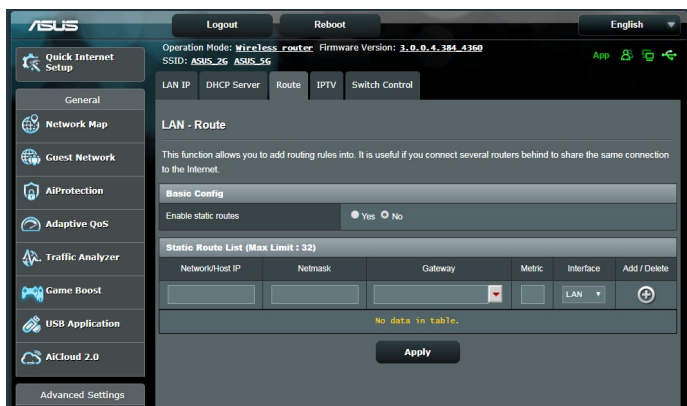 ASUS
Logout
Reboot
English
Quick Internet
Setup
Operation Mode: Wireless router Firmware Version: 3.0.0.4.384_4360
SSID: ASUS_2G ASUS_5G
App
General
Network Map
Guest Network
AiProtection
Adaptive QoS
Traffic Analyzer
Game Boost
USB Application
AiCloud 2.0
Advanced Settings
LAN IP
DHCP Server
Route
IPTV
Switch Control
LAN - Route
This function allows you to add routing rules into. It is useful if you connect several routers behind to share the same connection
to the Internet.
Basic Config
Enable static routes
Yes No
Static Route List (Max Limit : 32)
Network/Host IP
Netmask
Gateway
Metric
Interface
Add / Delete
LAN
No data in table.
Apply